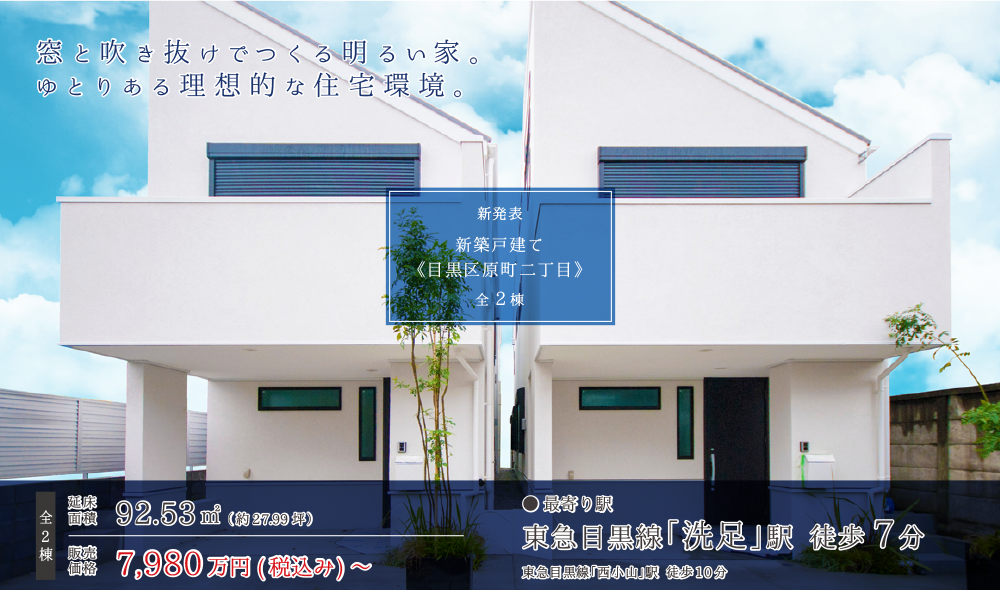 窓と吹き抜けでつくる明るい家。
ゆとりある理想的な住宅環境。
新発表
新築戸建て
《目黒区原町二丁目》
全2棟
全2棟
延床面積 92.53㎡(約27.99坪)
販売価格 7,980万円(税込み)～
●最寄り駅
東急目黒線「洗足」駅 徒歩7分
東急目黒線「西小山」駅 徒歩10分